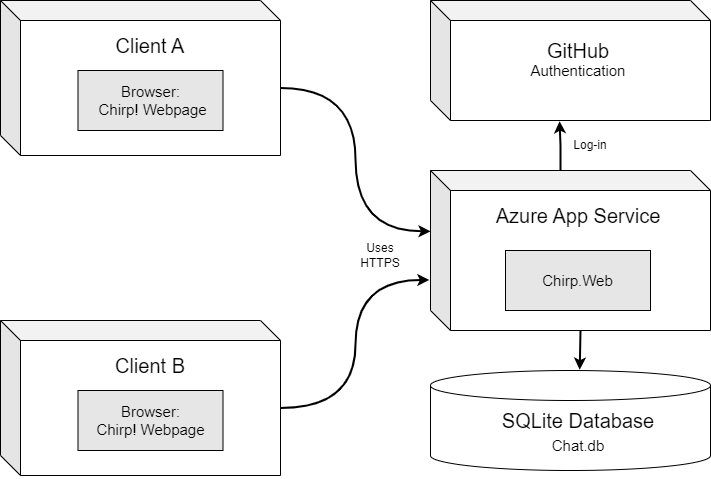 Client A
Browser:
Chirp! Webpage
GitHub
Authentication
Log-in
Azure App Service
Chirp.Web
Uses
HTTPS
Client B
Browser:
Chirp! Webpage
SQLite Database
Chat.db